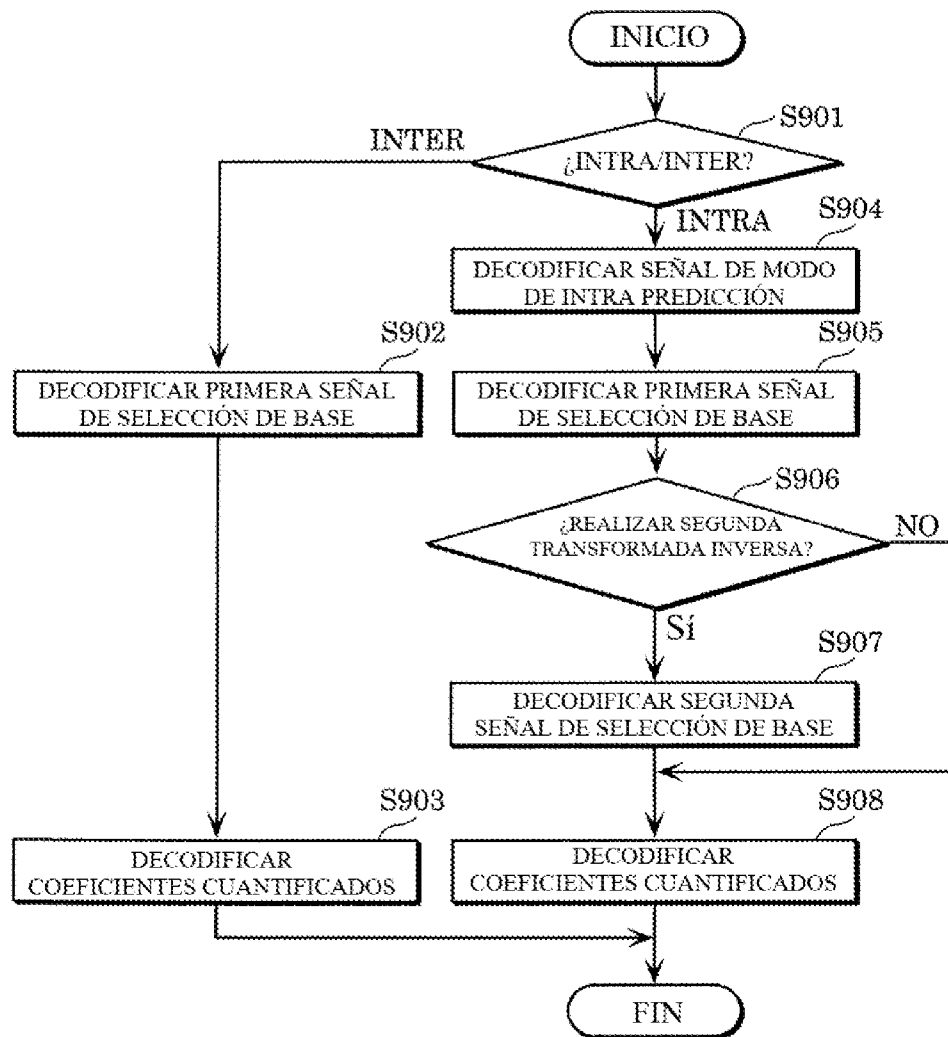 INICIO
S901
¿INTRA/INTER?
INTER
INTRA
S904
DECODIFICAR SEÑAL DE MODO
DE INTRA PREDICCIÓN
S902
DECODIFICAR PRIMERA SEÑAL
DE SELECCIÓN DE BASE
S905
DECODIFICAR PRIMERA SEÑAL
DE SELECCIÓN DE BASE
S906
¿REALIZAR SEGUNDA
TRANSFORMADA INVERSA?
NO
Sí
S907
DECODIFICAR SEGUNDA
SEÑAL DE SELECCIÓN DE BASE
S903
DECODIFICAR
COEFICIENTES CUANTIFICADOS
S908
DECODIFICAR
COEFICIENTES CUANTIFICADOS
FIN